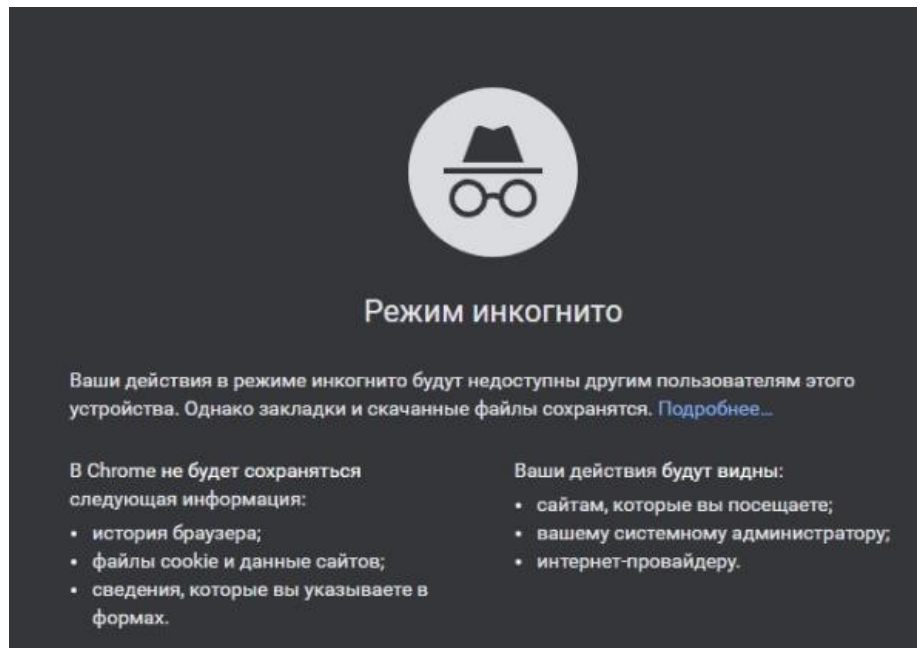 Режим инкогнито
Ваши действия в режиме инкогнито будут недоступны другим пользователям этого
устройства. Однако закладки и скачанные файлы сохранятся. Подробнее...
В Chrome не будет сохраняться
следующая информация:
• история браузера;
• файлы cookie и данные сайтов;
• сведения, которые вы указываете в
формах.
Ваши действия будут видны:
• сайтам, которые вы посещаете;
• вашему системному администратору;
• интернет-провайдеру.